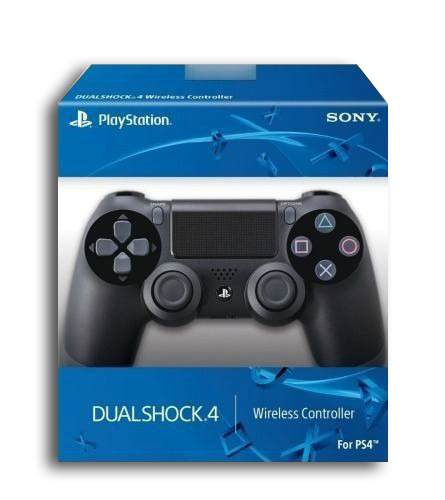 DUALSHOCK.4 Wireless Controller
PlayStation.
SONY.
SHARE
OPTIONS
DUALSHOCK.4
Wireless Controller
For PS4™